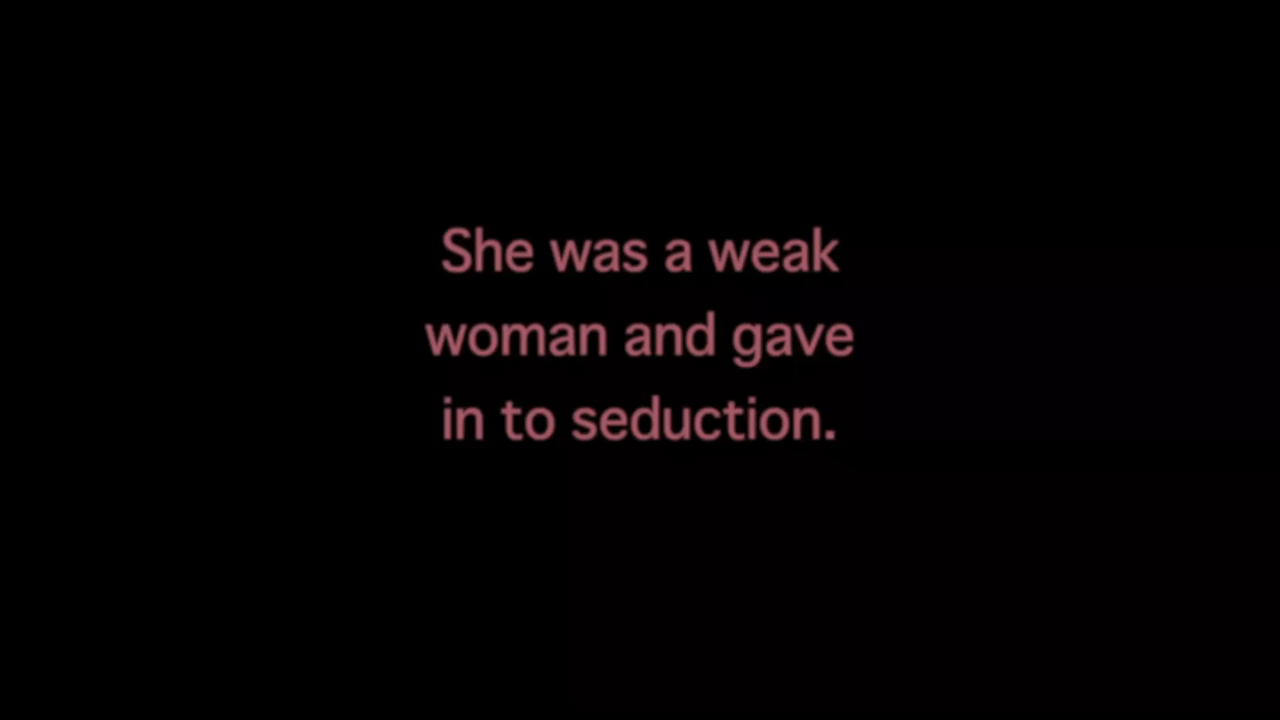 She was a weak
woman and gave
in to seduction.